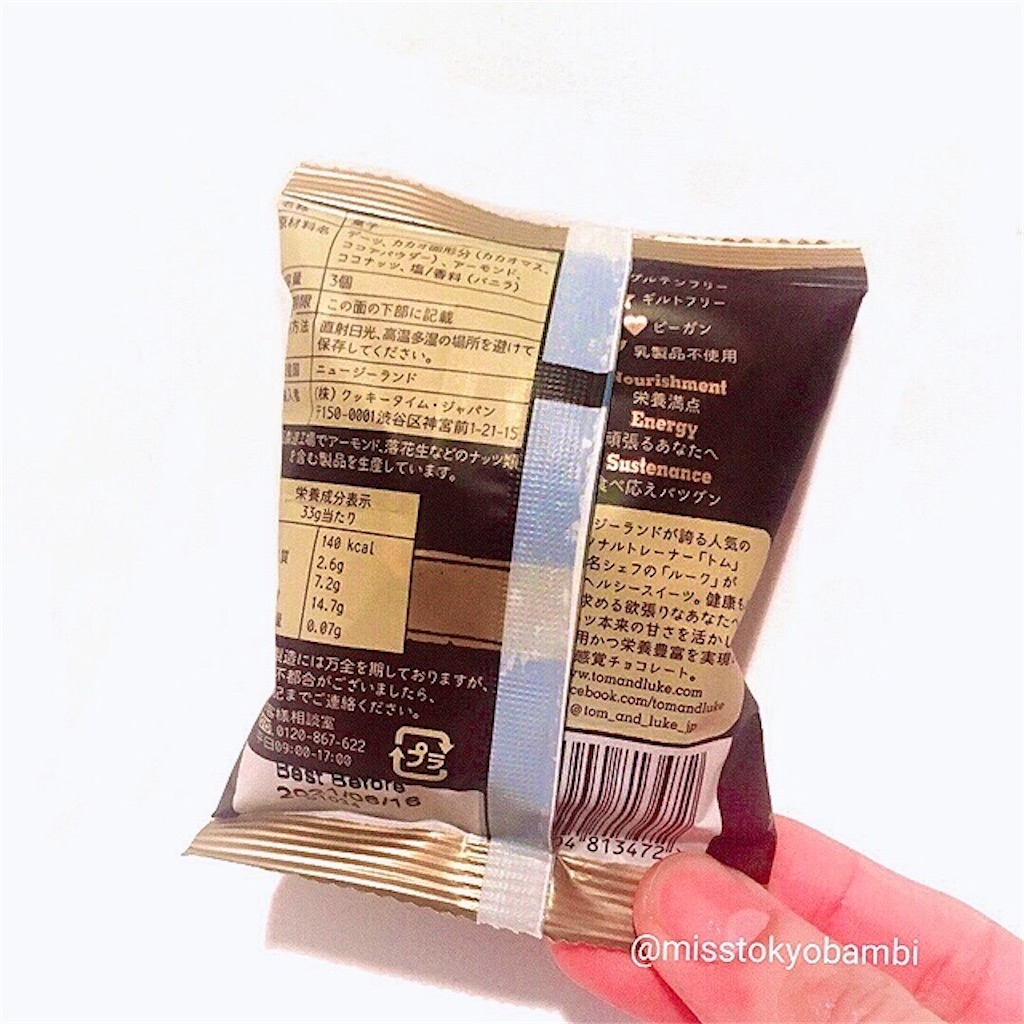 原材料名
菓子
デーツ、カカオ固形分（カカオマス、
ココアパウダー）、アーモンド、
ココナッツ、塩/香料（バニラ）
3個
この面の下部に記載
直射日光、高温多湿の場所を避けて
保存してください。
ニュージーランド
（株）クッキータイム・ジャパン
〒150-0001渋谷区神宮前1-21-15
工場でアーモンド、落花生などのナッツ類
を含む製品を生産しています。
栄養成分表示
33g当たり
140 kcal
2.6g
7.2g
14.7g
0.07g
製造には万全を期しておりますが、
不都合がございましたら、
記までご連絡ください。
様相談室
0120-867-622
日09:00-17:00
プラ
Best Before
グルテンフリー
ギルトフリー
ビーガン
乳製品不使用
Nourishment
栄養満点
Energy
頑張るあなたへ
Sustenance
食べ応えバツグン
ジーランドが誇る人気の
ナルトレーナー「トム」
名シェフの「ルーク」が
ヘルシースイーツ。健康も
求める欲張りなあなたへ
ツ本来の甘さを活かし
用かつ栄養豊富を実現
感覚チョコレート。
w.tomandluke.com
cebook.com/tomandluke
@tom_and_luke_jp
4 813472
@misstokyobambi